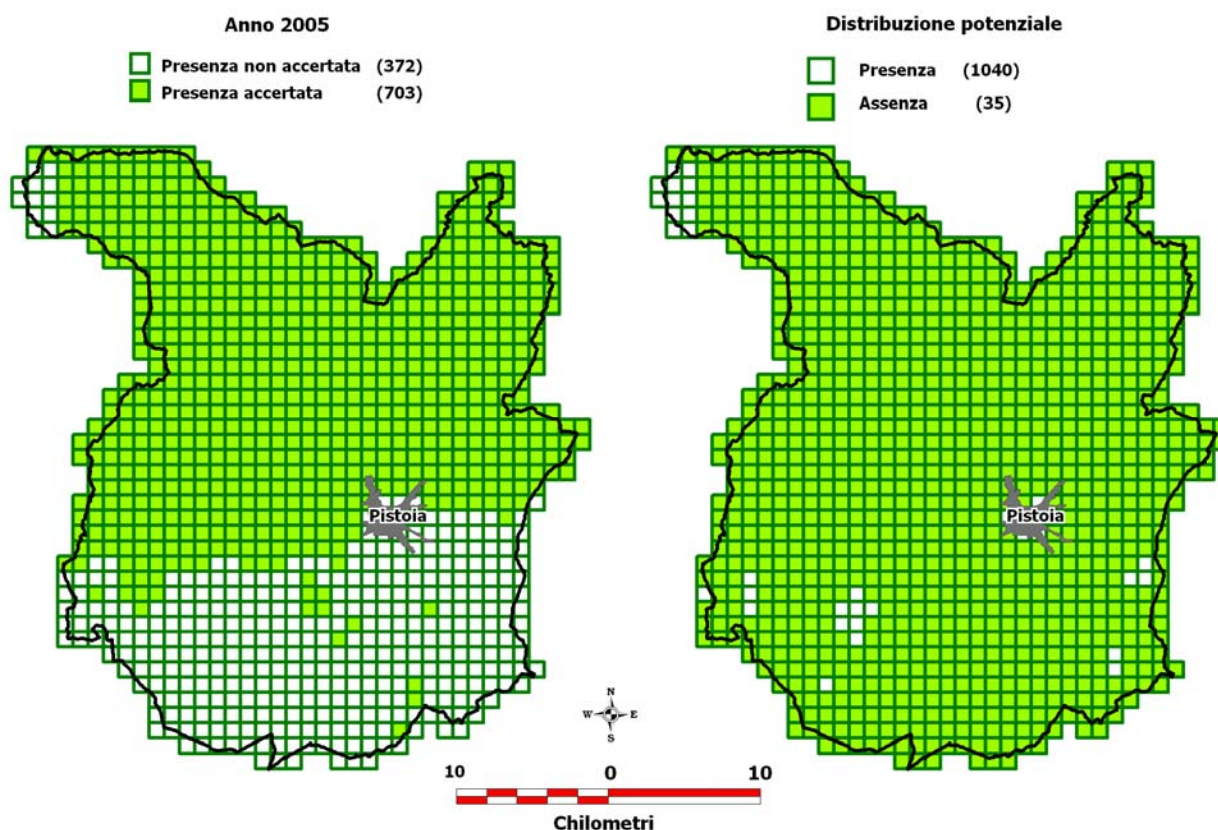 Anno 2005
Presenza non accertata (372)
Presenza accertata (703)
Distribuzione potenziale
Presenza (1040)
Assenza (35)
Pistoia
Pistoia
N
W E
S
10 0 10
Chilometri